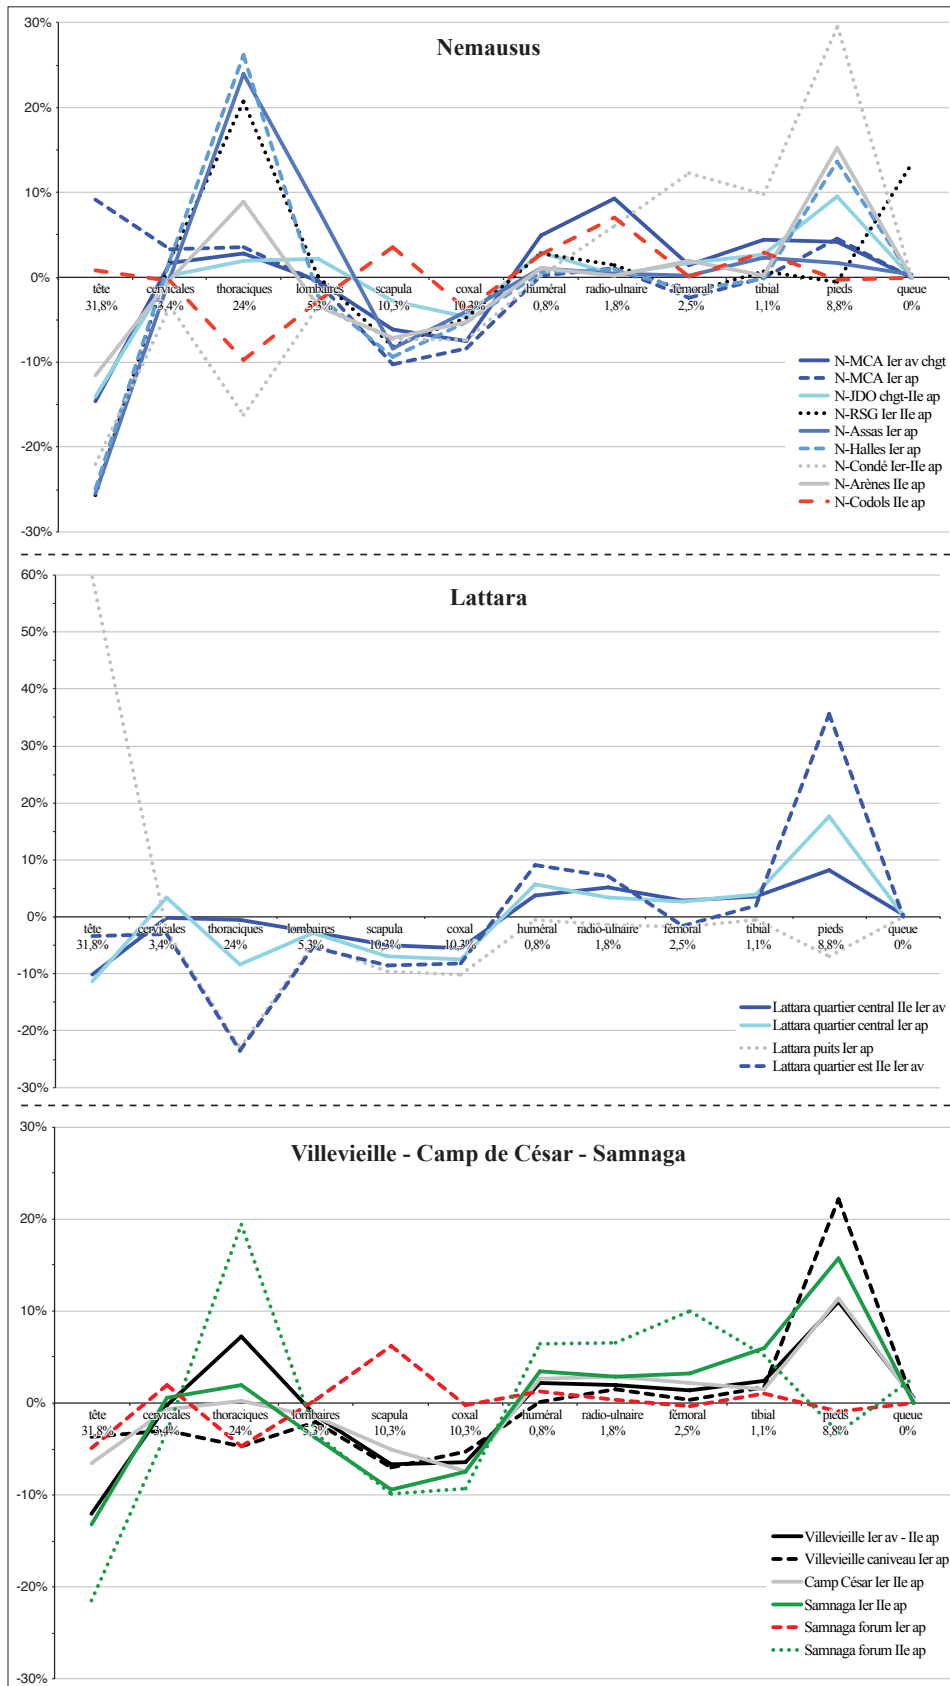 Nemausus
30%
20%
10%
0%
-10%
-20%
-30%
tête cervicales thoraciques lombaires scapula coxal huméral radio-ulnaire fémoral tibial pieds queue
31,8% 3,4% 24% 5,3% 10,3% 10,3% 0,8% 1,8% 2,5% 1,1% 8,8% 0%
N-MCA Ier av chgt
N-MCA Ier ap
N-JDO chgt-IIe ap
N-RSG Ier IIe ap
N-Assas Ier ap
N-Halles Ier ap
N-Condé Ier-IIe ap
N-Arènes IIe ap
N-Codols IIe ap
Lattara
60%
50%
40%
30%
20%
10%
0%
-10%
-20%
-30%
tête cervicales thoraciques lombaires scapula coxal huméral radio-ulnaire fémoral tibial pieds queue
31,8% 3,4% 24% 5,3% 10,3% 10,3% 0,8% 1,8% 2,5% 1,1% 8,8% 0%
Lattara quartier central IIe Ier av
Lattara quartier central Ier ap
Lattara puits Ier ap
Lattara quartier est IIe Ier av
Villevieille - Camp de César - Samnaga
30%
20%
10%
0%
-10%
-20%
-30%
tête cervicales thoraciques lombaires scapula coxal huméral radio-ulnaire fémoral tibial pieds queue
31,8% 3,4% 24% 5,3% 10,3% 10,3% 0,8% 1,8% 2,5% 1,1% 8,8% 0%
Villevieille Ier av - IIe ap
Villevieille caniveau Ier ap
Camp César Ier IIe ap
Samnaga Ier IIe ap
Samnaga forum Ier ap
Samnaga forum IIe ap